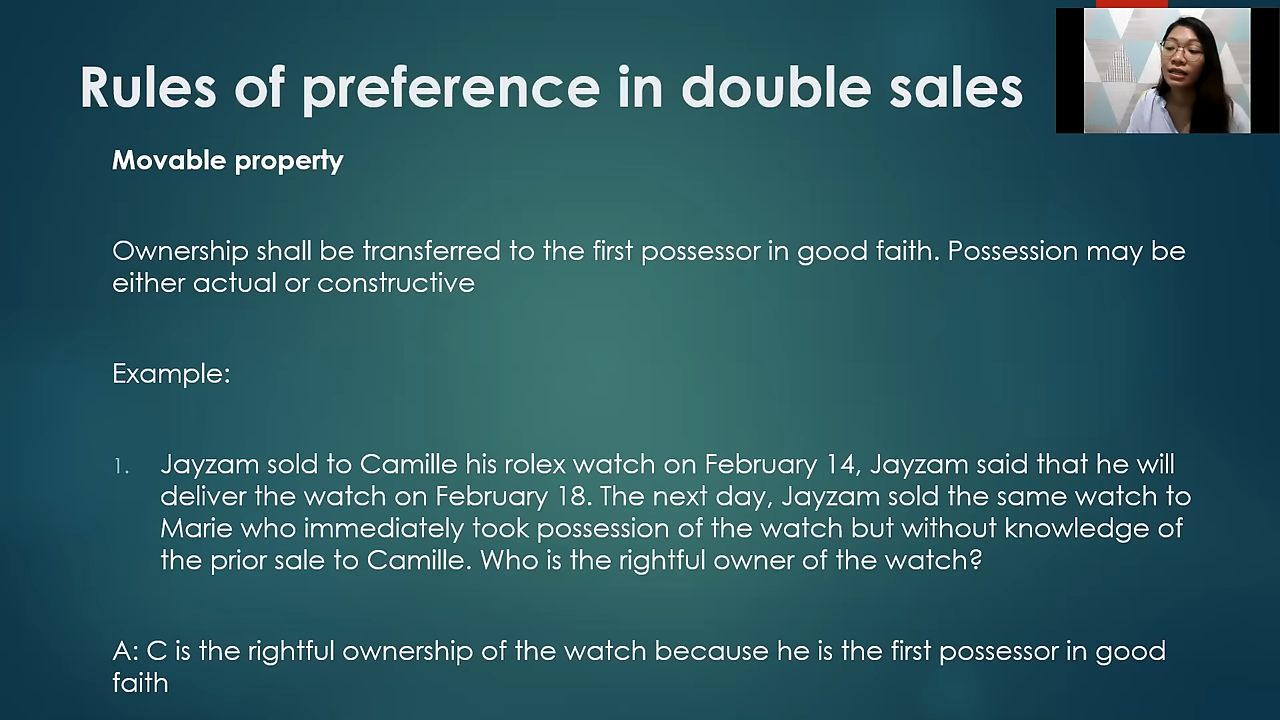 Rules of preference in double sales
Movable property
Ownership shall be transferred to the first possessor in good faith. Possession may be
either actual or constructive
Example:
1. Jayzam sold to Camille his rolex watch on February 14, Jayzam said that he will
deliver the watch on February 18. The next day, Jayzam sold the same watch to
Marie who immediately took possession of the watch but without knowledge of
the prior sale to Camille. Who is the rightful owner of the watch?
A: C is the rightful ownership of the watch because he is the first possessor in good
faith